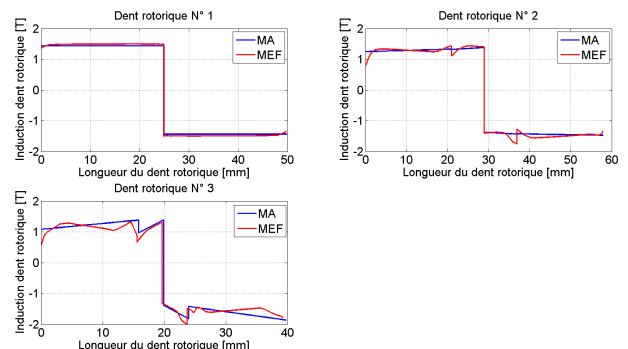 Dent rotorique N° 1
Induction dent rotorique [T]
2
1
0
-1
-2
0 10 20 30 40 50
Longueur du dent rotorique [mm]
MA
MEF
Dent rotorique N° 2
Induction dent rotorique [T]
2
1
0
-1
-2
0 10 20 30 40 50 60
Longueur du dent rotorique [mm]
MA
MEF
Dent rotorique N° 3
Induction dent rotorique [T]
2
1
0
-1
-2
0 10 20 30 40
Longueur du dent rotorique [mm]
MA
MEF